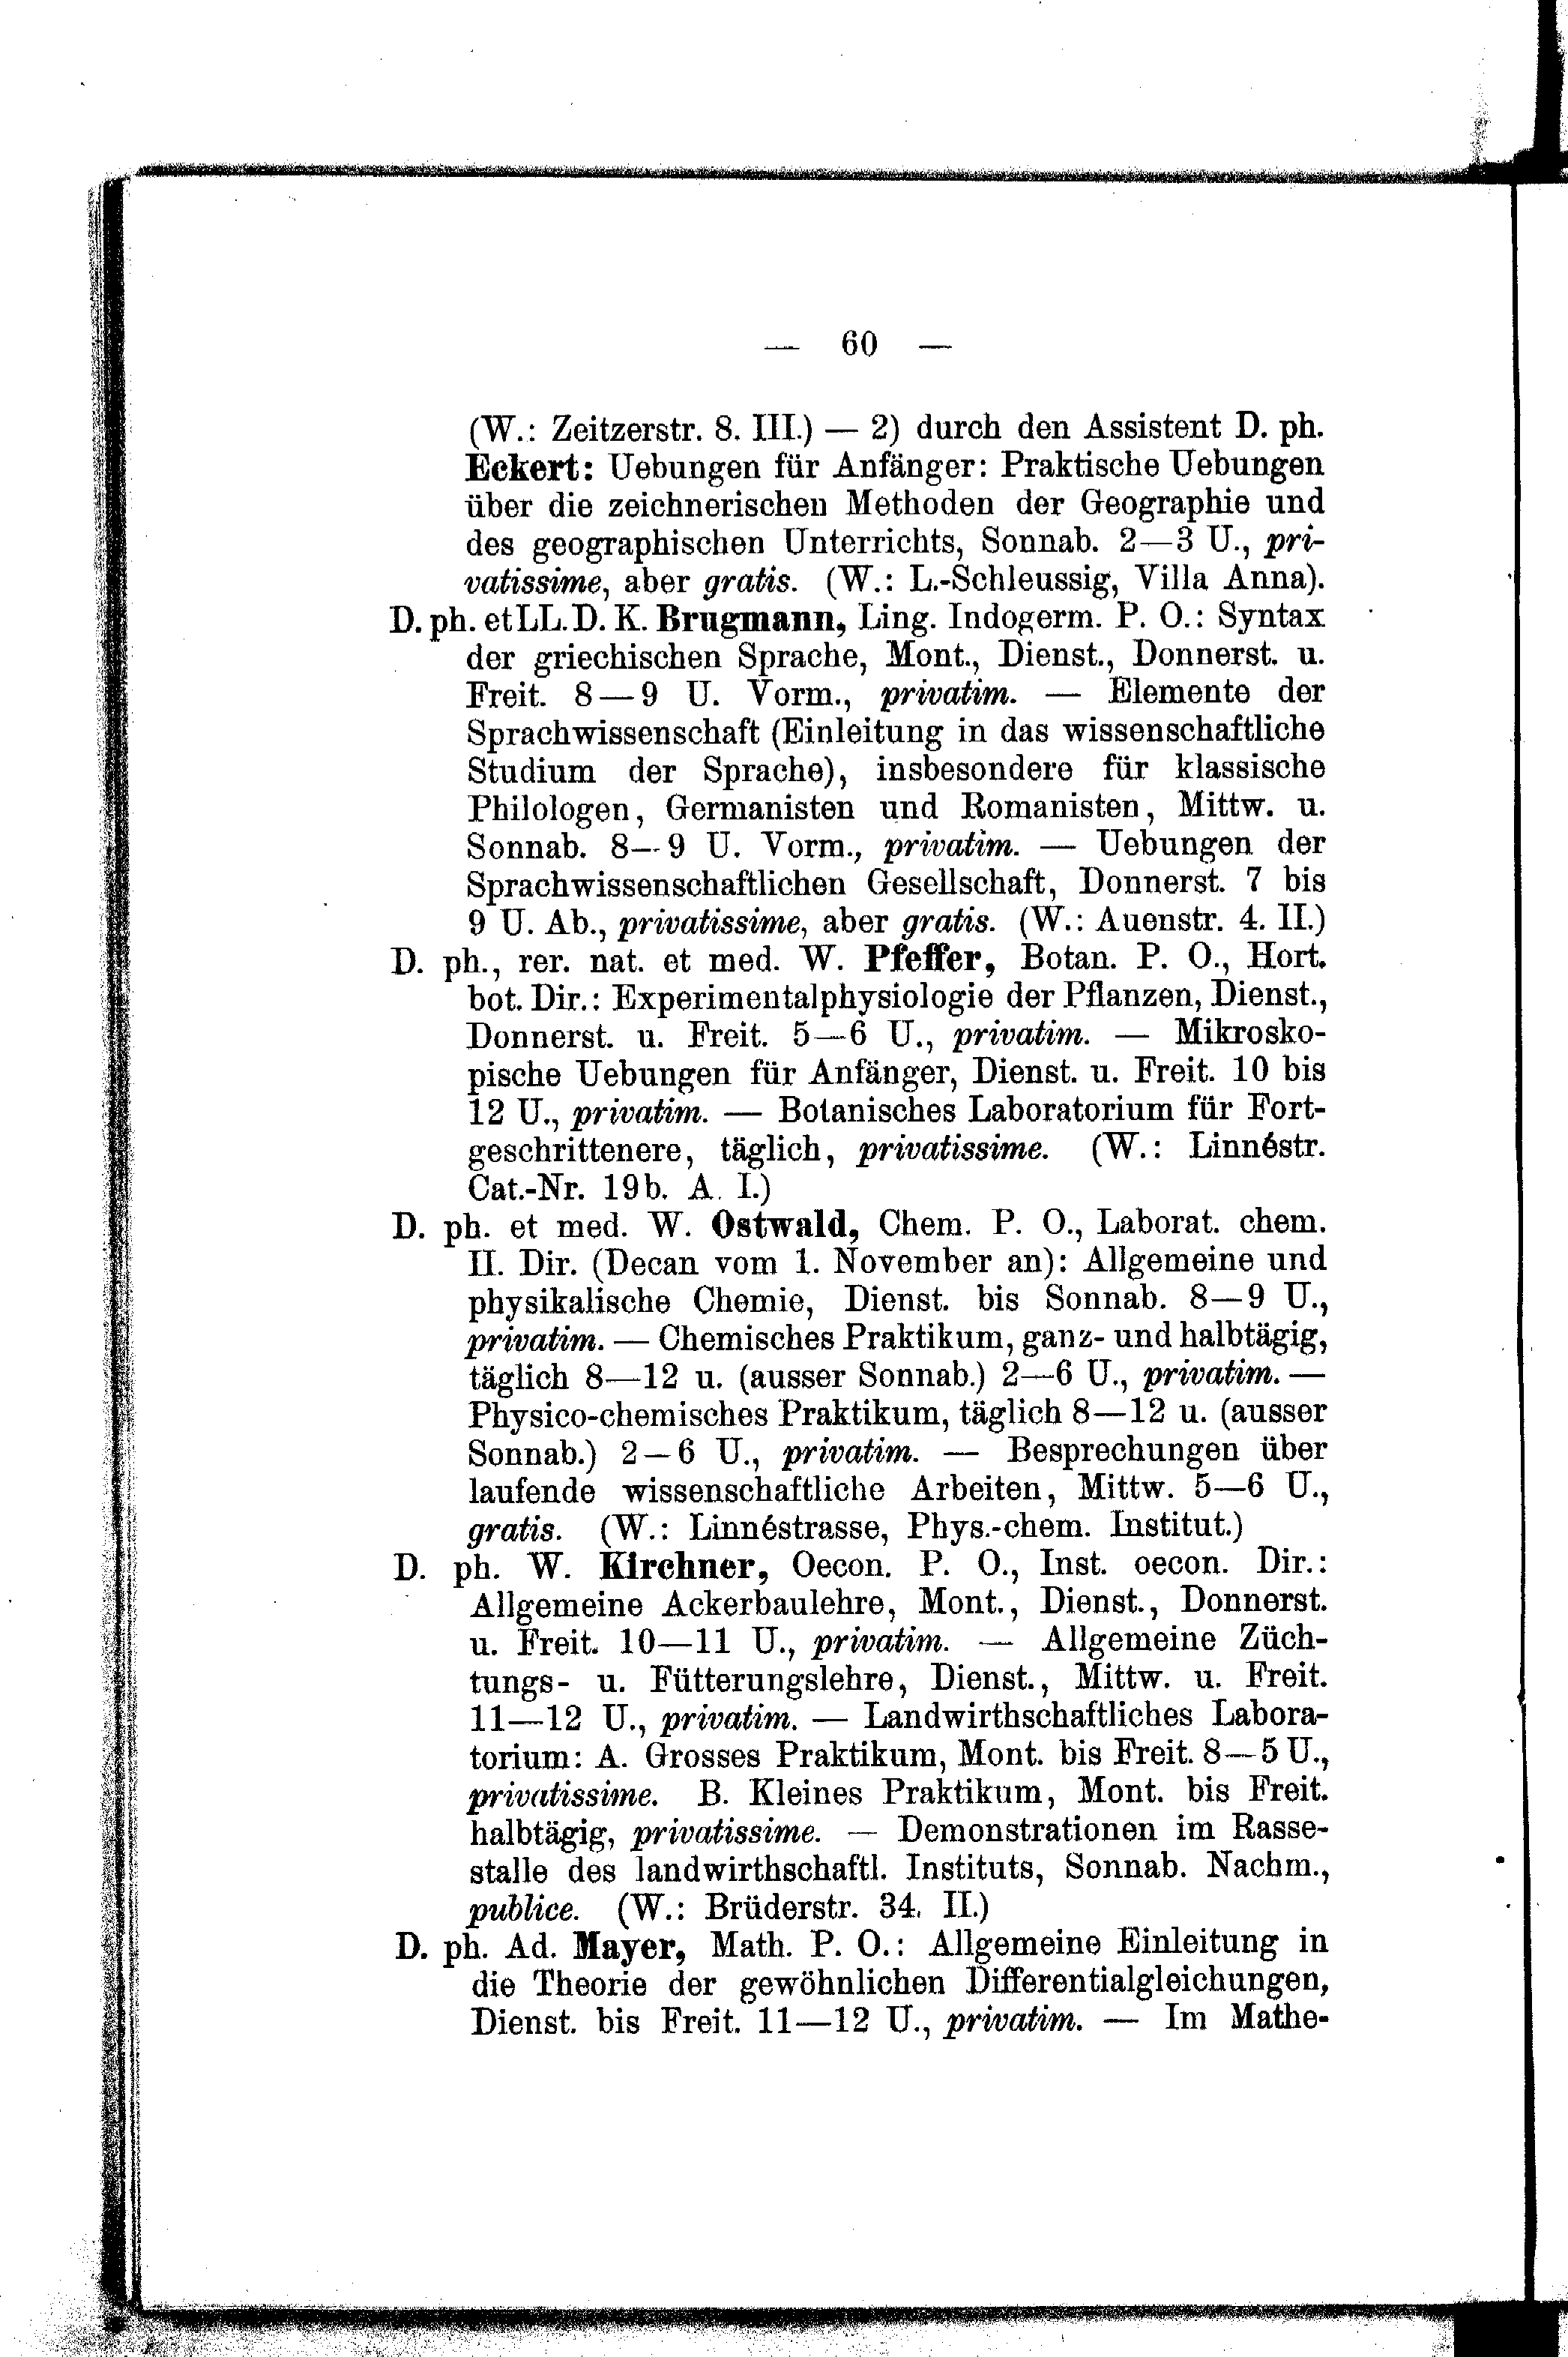 — 60 —
(W.: Zeitzerstr. 8. III.) — 2) durch den Assistent D. ph.
Eckert: Uebungen für Anfänger: Praktische Uebungen
über die zeichnerischen Methoden der Geographie und
des geographischen Unterrichts, Sonnab. 2—3 U., pri-
vatissime, aber gratis. (W.: L.-Schleussig, Villa Anna).
D. ph. et LL. D. K. Brugmann, Ling. Indogerm. P. O.: Syntax
der griechischen Sprache, Mont., Dienst., Donnerst. u.
Freit. 8—9 U. Vorm., privatim. — Elemente der
Sprachwissenschaft (Einleitung in das wissenschaftliche
Studium der Sprache), insbesondere für klassische
Philologen, Germanisten und Romanisten, Mittw. u.
Sonnab. 8—9 U. Vorm., privatim. — Uebungen der
Sprachwissenschaftlichen Gesellschaft, Donnerst. 7 bis
9 U. Ab., privatissime, aber gratis. (W.: Auenstr. 4. II.)
D. ph., rer. nat. et med. W. Pfeffer, Botan. P. O., Hort.
bot. Dir.: Experimentalphysiologie der Pflanzen, Dienst.,
Donnerst. u. Freit. 5—6 U., privatim. — Mikrosko-
pische Uebungen für Anfänger, Dienst. u. Freit. 10 bis
12 U., privatim. — Botanisches Laboratorium für Fort-
geschrittenere, täglich, privatissime. (W.: Linnéstr.
Cat.-Nr. 19b. A. I.)
D. ph. et med. W. Ostwald, Chem. P. O., Laborat. chem.
II. Dir. (Decan vom 1. November an): Allgemeine und
physikalische Chemie, Dienst. bis Sonnab. 8—9 U.,
privatim. — Chemisches Praktikum, ganz- und halbtägig,
täglich 8—12 u. (ausser Sonnab.) 2—6 U., privatim. —
Physico-chemisches Praktikum, täglich 8—12 u. (ausser
Sonnab.) 2—6 U., privatim. — Besprechungen über
laufende wissenschaftliche Arbeiten, Mittw. 5—6 U.,
gratis. (W.: Linnéstrasse, Phys.-chem. Institut.)
D. ph. W. Kirchner, Oecon. P. O., Inst. oecon. Dir.:
Allgemeine Ackerbaulehre, Mont., Dienst., Donnerst.
u. Freit. 10—11 U., privatim. — Allgemeine Züch-
tungs- u. Fütterungslehre, Dienst., Mittw. u. Freit.
11—12 U., privatim. — Landwirthschaftliches Labora-
torium: A. Grosses Praktikum, Mont. bis Freit. 8—5 U.,
privatissime. B. Kleines Praktikum, Mont. bis Freit.
halbtägig, privatissime. — Demonstrationen im Rasse-
stalle des landwirthschaftl. Instituts, Sonnab. Nachm.,
publice. (W.: Brüderstr. 34. II.)
D. ph. Ad. Mayer, Math. P. O.: Allgemeine Einleitung in
die Theorie der gewöhnlichen Differentialgleichungen,
Dienst. bis Freit. 11—12 U., privatim. — Im Mathe-